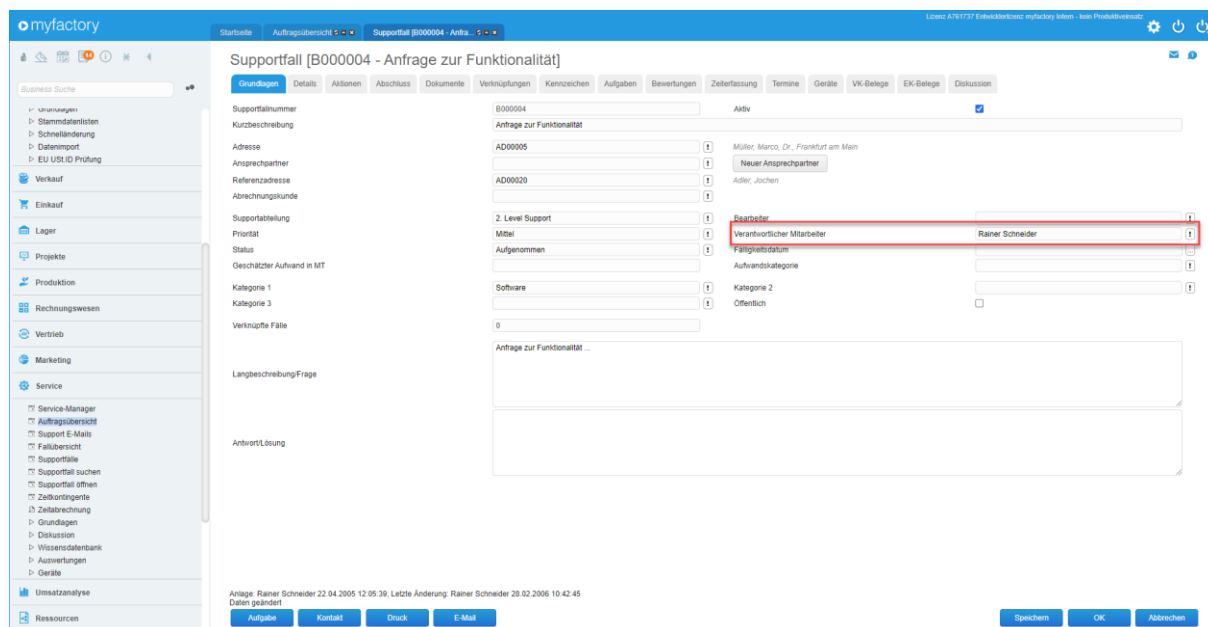 myfactory
Lizenz A761737 Entwicklerlizenz myfactory Intern - kein Produktiveinsatz
Startseite
Auftragsübersicht
Supportfall [B000004 - Anfra...
Business Suche
Grundlagen
Stammdatenlisten
Schnelländerung
Datenimport
EU USt.ID Prüfung
Verkauf
Einkauf
Lager
Projekte
Produktion
Rechnungswesen
Vertrieb
Marketing
Service
Service-Manager
Auftragsübersicht
Support E-Mails
Fallübersicht
Supportfälle
Supportfall suchen
Supportfall öffnen
Zeitkontingente
Zeitabrechnung
Grundlagen
Diskussion
Wissensdatenbank
Auswertungen
Geräte
Umsatzanalyse
Ressourcen
Supportfall [B000004 - Anfrage zur Funktionalität]
Grundlagen Details Aktionen Abschluss Dokumente Verknüpfungen Kennzeichen Aufgaben Bewertungen Zeiterfassung Termine Geräte VK-Belege EK-Belege Diskussion
Supportfallnummer B000004 Aktiv
Kurzbeschreibung Anfrage zur Funktionalität
Adresse AD00005 Müller, Marco, Dr., Frankfurt am Main
Ansprechpartner Neuer Ansprechpartner
Referenzadresse AD00020 Adler, Jochen
Abrechnungskunde
Supportabteilung 2. Level Support Bearbeiter
Priorität Mittel Verantwortlicher Mitarbeiter Rainer Schneider
Status Aufgenommen Fälligkeitsdatum
Geschätzter Aufwand in MT Aufwandskategorie
Kategorie 1 Software Kategorie 2
Kategorie 3 Öffentlich
Verknüpfte Fälle 0
Anfrage zur Funktionalität ...
Langbeschreibung/Frage
Antwort/Lösung
Anlage: Rainer Schneider 22.04.2005 12:05:39; Letzte Änderung: Rainer Schneider 28.02.2006 10:42:45
Daten geändert
Aufgabe Kontakt Druck E-Mail Speichern OK Abbrechen